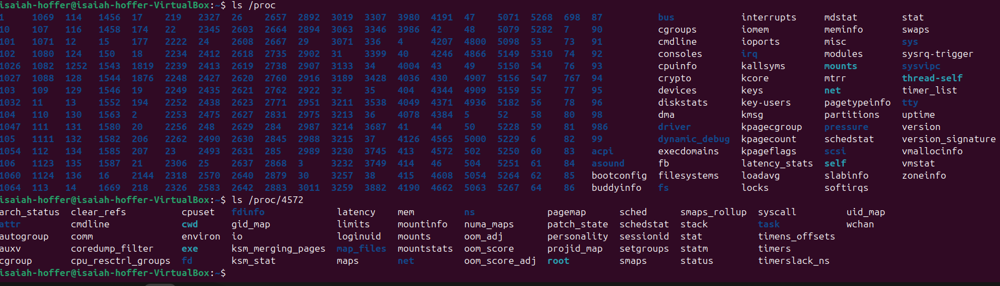 isaiah-hoffer@isaiah-hoffer-VirtualBox:~$ ls /proc
1 1069 114 1456 17 219 2327 26 2657 2892 3019 3307 3980 4191 47 5071 5268 698 87 bus interrupts mdstat stat
10 107 116 1458 174 22 2345 2603 2664 2894 3063 3346 3986 42 48 5079 5282 7 90 cgroups iomem meminfo swaps
101 1071 12 15 177 2222 24 2608 2667 29 3071 336 4 4207 4800 5098 53 73 91 cmdline ioports misc sys
102 1080 124 150 18 2234 2412 2618 2735 2902 31 3399 40 4246 4866 5149 5310 74 92 consoles irq modules sysrq-trigger
1026 1082 1252 1543 1819 2239 2413 2619 2738 2907 3133 34 4004 43 49 5150 54 76 93 cpuinfo kallsyms mounts sysvipc
1027 1088 128 1544 1876 2248 2427 2620 2760 2916 3189 3428 4036 430 4907 5156 547 767 94 crypto kcore mtrr thread-self
103 109 129 1546 19 2249 2435 2621 2762 2922 32 35 404 4344 4909 5159 55 77 95 devices keys net timer_list
1032 11 13 1552 194 2252 2438 2623 2771 2951 3211 3538 4049 4371 4936 5182 56 78 96 diskstats key-users pagetypeinfo tty
104 110 130 1563 2 2253 2475 2627 2831 2975 3213 36 4078 4384 5 52 58 80 98 dma kmsg partitions uptime
1047 111 131 1580 20 2256 248 2629 284 2987 3214 3687 41 44 50 5228 59 81 986 driver kpagecgroup pressure version
105 1111 132 1582 206 2262 2490 2630 2845 2988 3215 37 4126 4565 5000 5229 6 82 99 dynamic_debug kpagecount schedstat version_signature
1054 112 134 1585 207 23 2493 2631 285 2989 3230 3745 413 4572 502 5250 60 83 acpi execdomains kpageflags scsi vmallocinfo
106 1123 135 1587 21 2306 25 2637 2868 3 3232 3749 414 46 504 5251 61 84 asound fb latency_stats self vmstat
1060 1124 136 16 2144 2318 2570 2640 2879 30 3257 38 415 4608 5054 5264 62 85 bootconfig filesystems loadavg slabinfo zoneinfo
1064 113 14 1669 218 2326 2583 2642 2883 3011 3259 3882 4190 4662 5063 5267 64 86 buddyinfo fs locks softirqs
isaiah-hoffer@isaiah-hoffer-VirtualBox:~$ ls /proc/4572
arch_status clear_refs cpuset fdinfo latency mem ns pagemap sched smaps_rollup syscall uid_map
attr cmdline cwd gid_map limits mountinfo numa_maps patch_state schedstat stack task wchan
autogroup comm environ io loginuid mounts oom_adj personality sessionid stat timens_offsets
auxv coredump_filter exe ksm_merging_pages map_files mountstats oom_score projid_map setgroups statm timers
cgroup cpu_resctrl_groups fd ksm_stat maps net oom_score_adj root smaps status timerslack_ns
isaiah-hoffer@isaiah-hoffer-VirtualBox:~$